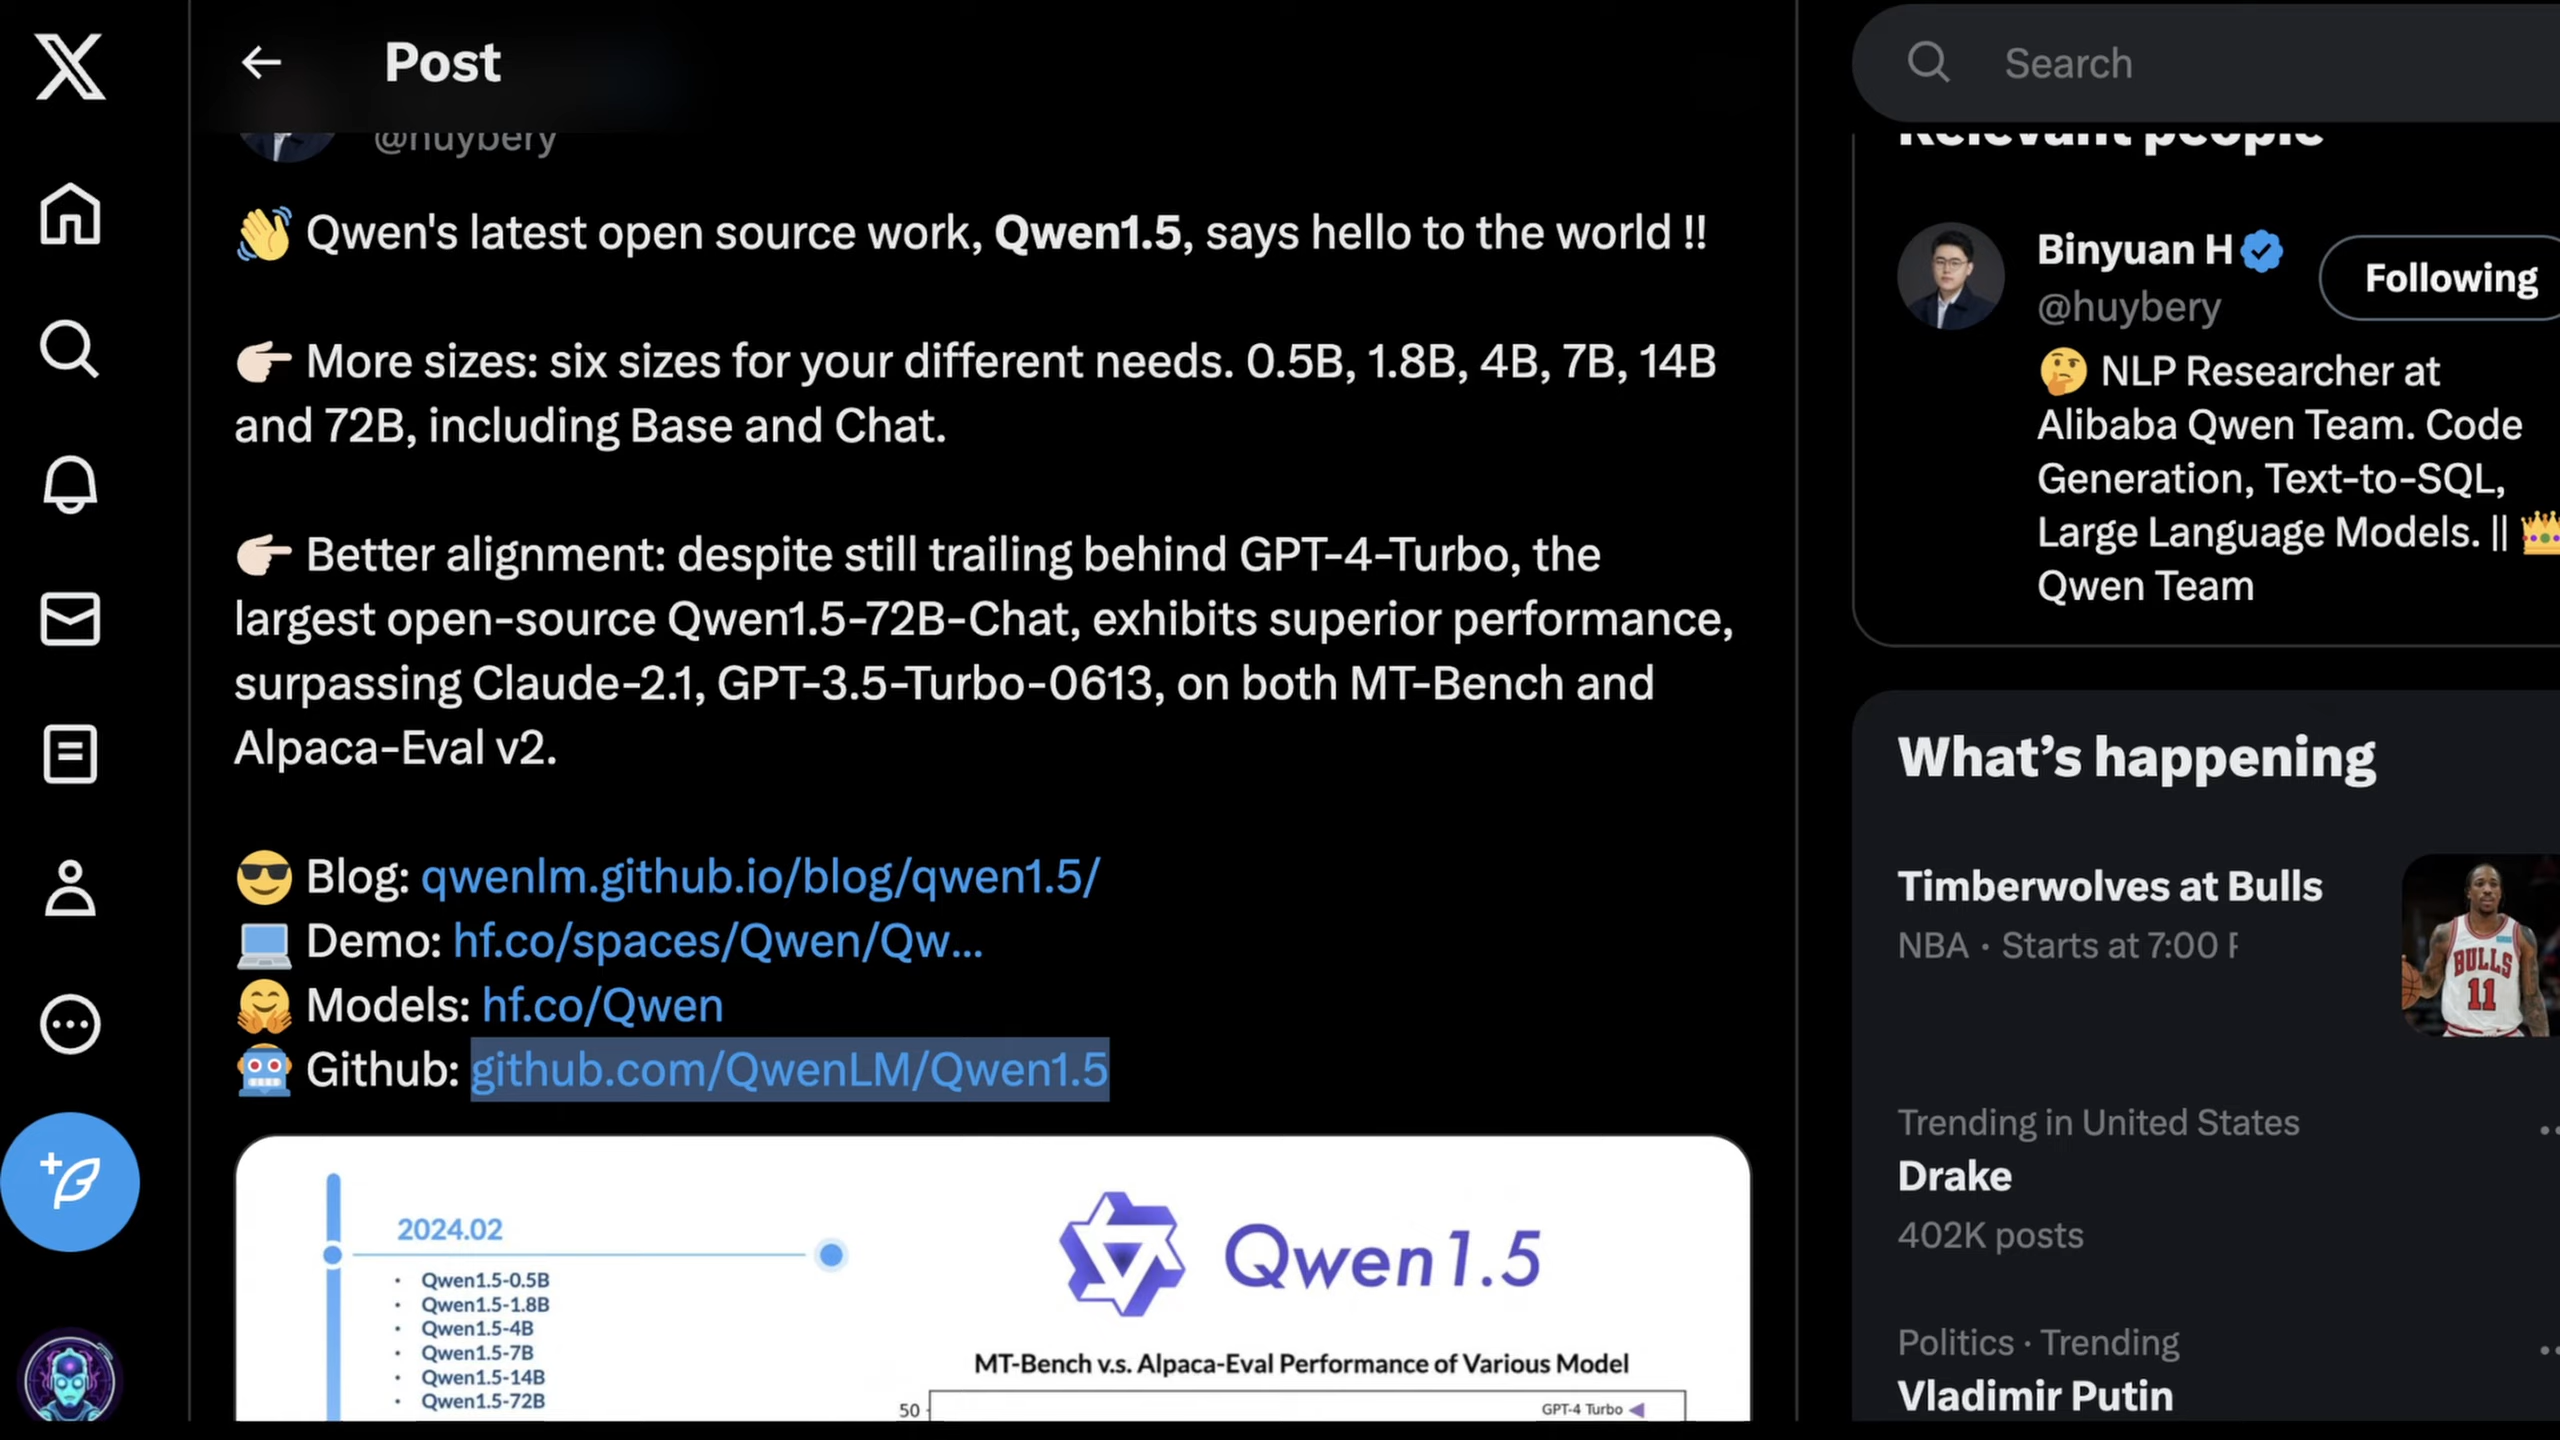 Post
@huybery
👋 Qwen's latest open source work, Qwen1.5, says hello to the world !!
👉🏻 More sizes: six sizes for your different needs. 0.5B, 1.8B, 4B, 7B, 14B
and 72B, including Base and Chat.
👉🏻 Better alignment: despite still trailing behind GPT-4-Turbo, the
largest open-source Qwen1.5-72B-Chat, exhibits superior performance,
surpassing Claude-2.1, GPT-3.5-Turbo-0613, on both MT-Bench and
Alpaca-Eval v2.
😎 Blog: qwenlm.github.io/blog/qwen1.5/
💻 Demo: hf.co/spaces/Qwen/Qw…
🤗 Models: hf.co/Qwen
🤖 Github: github.com/QwenLM/Qwen1.5
2024.02
• Qwen1.5-0.5B
• Qwen1.5-1.8B
• Qwen1.5-4B
• Qwen1.5-7B
• Qwen1.5-14B
• Qwen1.5-72B
Qwen1.5
MT-Bench v.s. Alpaca-Eval Performance of Various Model
50
GPT-4 Turbo
Search
Relevant people
Binyuan H
@huybery
Following
🤔 NLP Researcher at
Alibaba Qwen Team. Code
Generation, Text-to-SQL,
Large Language Models. || 👑
Qwen Team
What's happening
Timberwolves at Bulls
NBA · Starts at 7:00
BULLS
11
Trending in United States
Drake
402K posts
Politics · Trending
Vladimir Putin